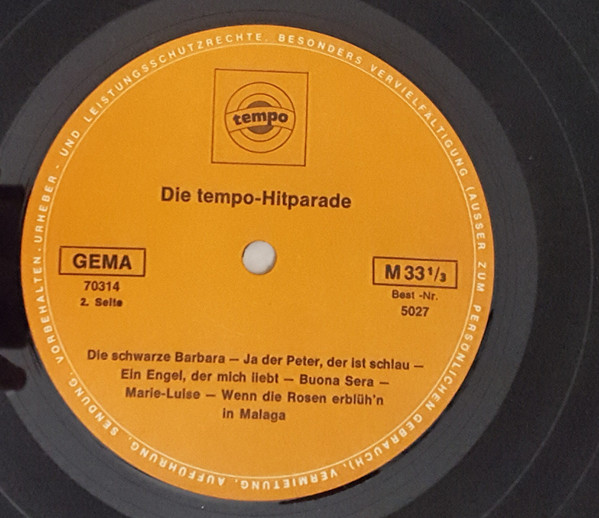 URHEBER- UND LEISTUNGSSCHUTZRECHTE, BESONDERS VERVIELFÄLTIGUNG (AUSSER ZUM PERSÖNLICHEN GEBRAUCH), VERMIETUNG, AUFFÜHRUNG, SENDUNG, VORBEHALTEN.
tempo
Die tempo-Hitparade
GEMA
70314
2. Seite
M 33 1/3
Best -Nr.
5027
Die schwarze Barbara – Ja der Peter, der ist schlau –
Ein Engel, der mich liebt – Buona Sera –
Marie-Luise – Wenn die Rosen erblüh'n
in Malaga